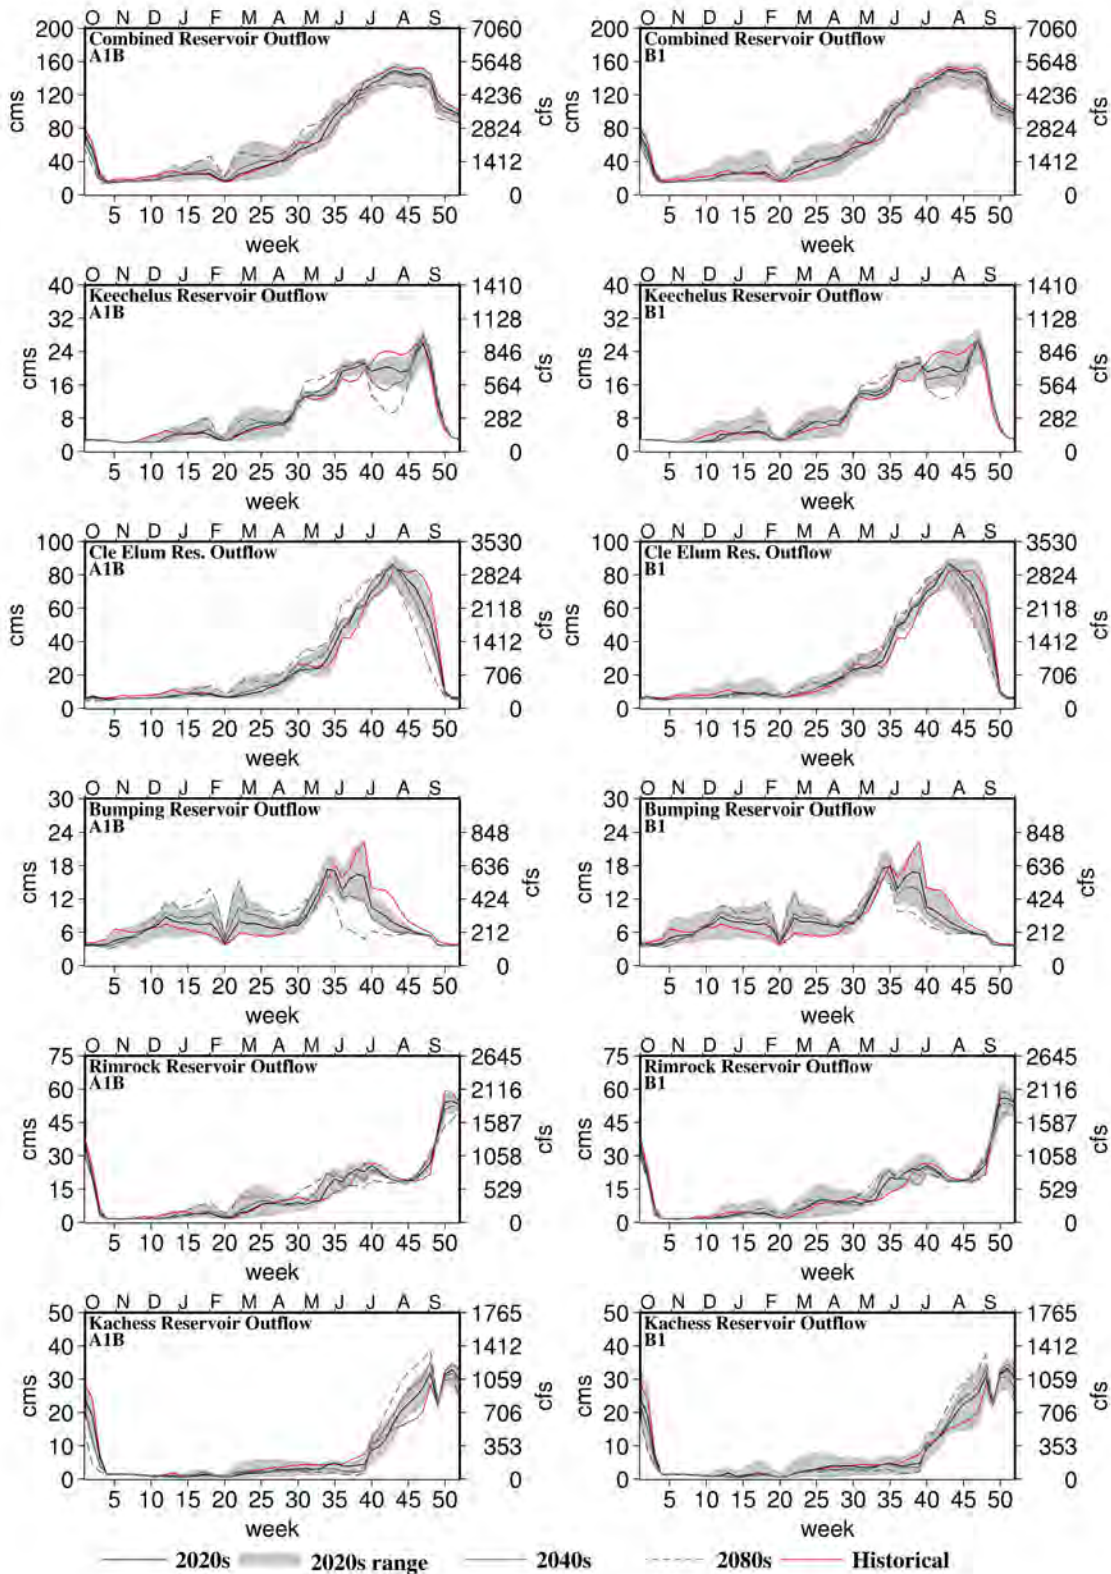 O N D J F M A M J J A S
O N D J F M A M J J A S
Combined Reservoir Outflow
A1B
Combined Reservoir Outflow
B1
200 160 120 80 40 0
7060 5648 4236 2824 1412 0
200 160 120 80 40 0
7060 5648 4236 2824 1412 0
cms
cfs
cms
cfs
5 10 15 20 25 30 35 40 45 50
5 10 15 20 25 30 35 40 45 50
week
week
O N D J F M A M J J A S
O N D J F M A M J J A S
Keechelus Reservoir Outflow
A1B
Keechelus Reservoir Outflow
B1
40 32 24 16 8 0
1410 1128 846 564 282 0
40 32 24 16 8 0
1410 1128 846 564 282 0
cms
cfs
cms
cfs
5 10 15 20 25 30 35 40 45 50
5 10 15 20 25 30 35 40 45 50
week
week
O N D J F M A M J J A S
O N D J F M A M J J A S
Cle Elum Res. Outflow
A1B
Cle Elum Res. Outflow
B1
100 80 60 40 20 0
3530 2824 2118 1412 706 0
100 80 60 40 20 0
3530 2824 2118 1412 706 0
cms
cfs
cms
cfs
5 10 15 20 25 30 35 40 45 50
5 10 15 20 25 30 35 40 45 50
week
week
O N D J F M A M J J A S
O N D J F M A M J J A S
Bumping Reservoir Outflow
A1B
Bumping Reservoir Outflow
B1
30 24 18 12 6 0
848 636 424 212 0
30 24 18 12 6 0
848 636 424 212 0
cms
cfs
cms
cfs
5 10 15 20 25 30 35 40 45 50
5 10 15 20 25 30 35 40 45 50
week
week
O N D J F M A M J J A S
O N D J F M A M J J A S
Rimrock Reservoir Outflow
A1B
Rimrock Reservoir Outflow
B1
75 60 45 30 15 0
2645 2116 1587 1058 529 0
75 60 45 30 15 0
2645 2116 1587 1058 529 0
cms
cfs
cms
cfs
5 10 15 20 25 30 35 40 45 50
5 10 15 20 25 30 35 40 45 50
week
week
O N D J F M A M J J A S
O N D J F M A M J J A S
Kachess Reservoir Outflow
A1B
Kachess Reservoir Outflow
B1
50 40 30 20 10 0
1765 1412 1059 706 353 0
50 40 30 20 10 0
1765 1412 1059 706 353 0
cms
cfs
cms
cfs
5 10 15 20 25 30 35 40 45 50
5 10 15 20 25 30 35 40 45 50
week
week
2020s 2020s range 2040s 2080s Historical